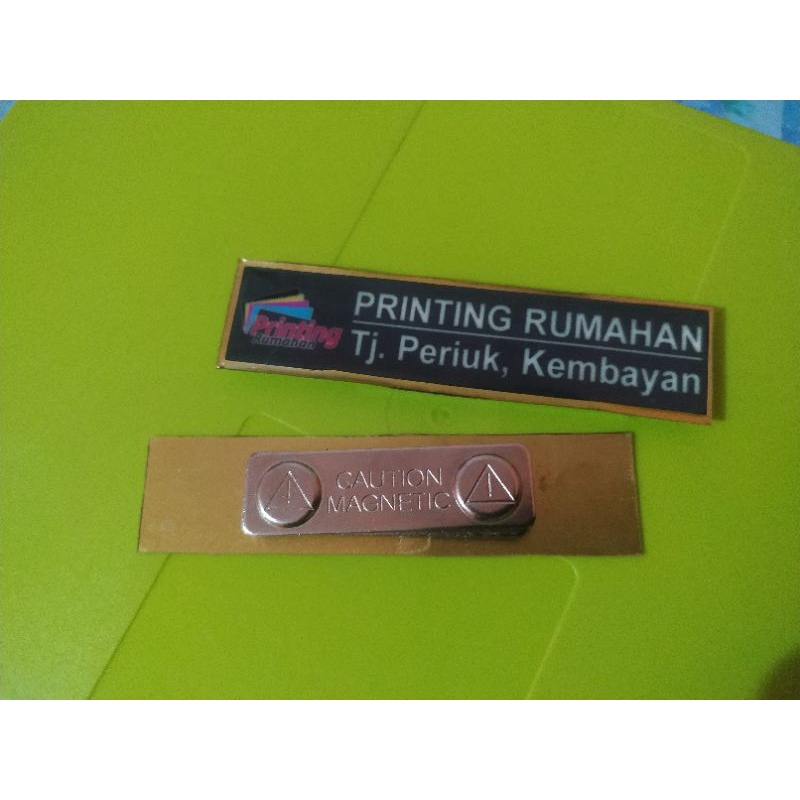 Printing
Rumahan
PRINTING RUMAHAN
Tj. Periuk, Kembayan
CAUTION
MAGNETIC